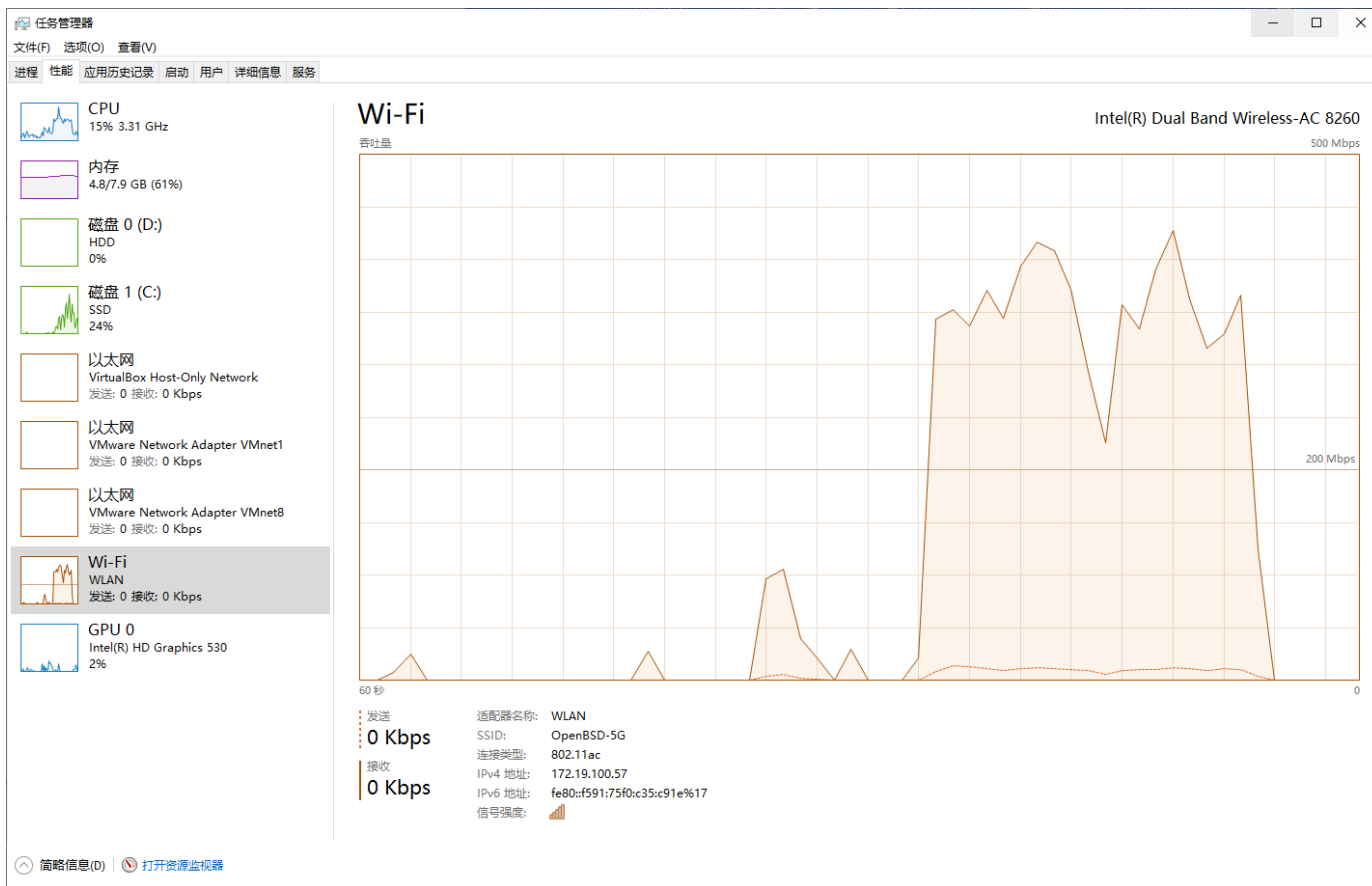 任务管理器
文件(F) 选项(O) 查看(V)
进程 性能 应用历史记录 启动 用户 详细信息 服务
CPU
15% 3.31 GHz
内存
4.8/7.9 GB (61%)
磁盘 0 (D:)
HDD
0%
磁盘 1 (C:)
SSD
24%
以太网
VirtualBox Host-Only Network
发送: 0 接收: 0 Kbps
以太网
VMware Network Adapter VMnet1
发送: 0 接收: 0 Kbps
以太网
VMware Network Adapter VMnet8
发送: 0 接收: 0 Kbps
Wi-Fi
WLAN
发送: 0 接收: 0 Kbps
GPU 0
Intel(R) HD Graphics 530
2%
Wi-Fi
Intel(R) Dual Band Wireless-AC 8260
吞吐量 500 Mbps
200 Mbps
60 秒 0
发送
0 Kbps
接收
0 Kbps
适配器名称: WLAN
SSID: OpenBSD-5G
连接类型: 802.11ac
IPv4 地址: 172.19.100.57
IPv6 地址: fe80::f591:75f0:c35:c91e%17
信号强度:
简略信息(D) 打开资源监视器